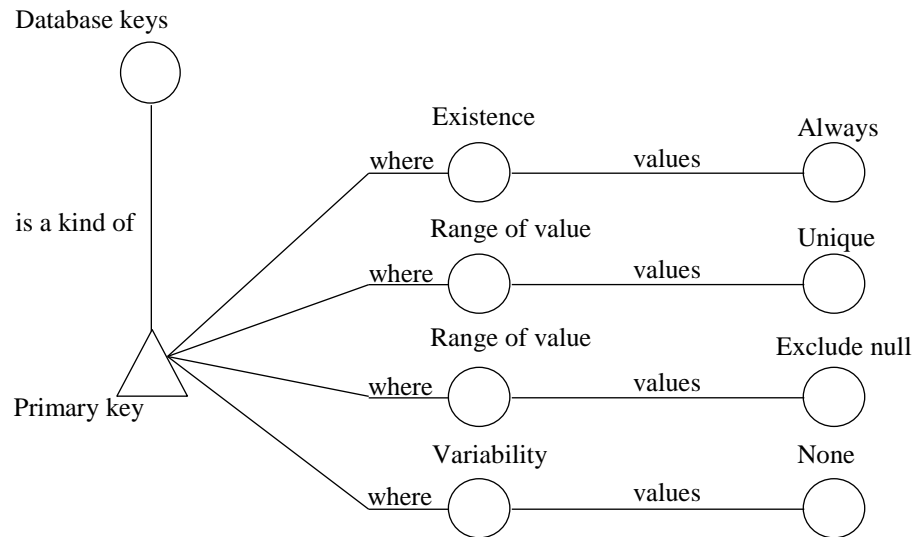 Database keys
Existence
Always
where
values
is a kind of
Range of value
Unique
where
values
Range of value
Exclude null
where
values
Primary key
Variability
None
where
values